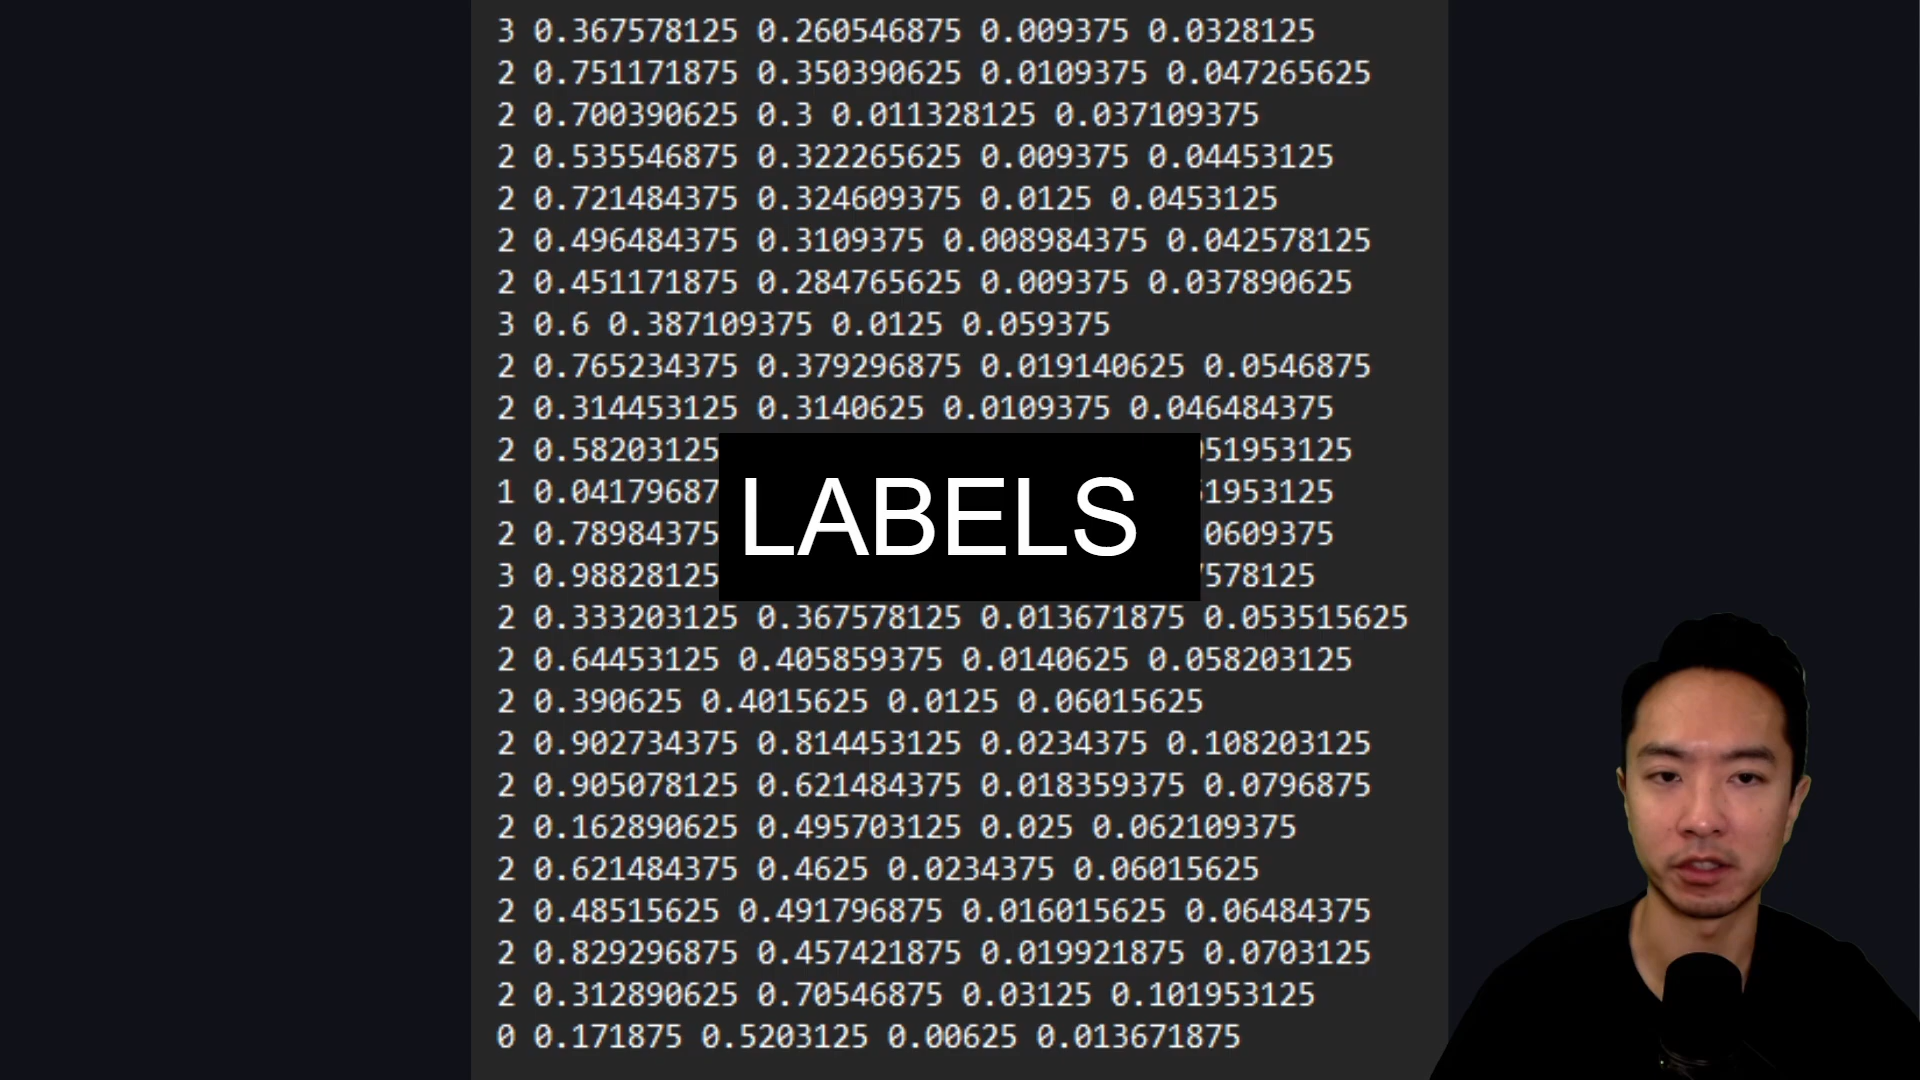 3 0.367578125 0.260546875 0.009375 0.0328125
2 0.751171875 0.350390625 0.0109375 0.047265625
2 0.700390625 0.3 0.011328125 0.037109375
2 0.535546875 0.322265625 0.009375 0.04453125
2 0.721484375 0.324609375 0.0125 0.0453125
2 0.496484375 0.3109375 0.008984375 0.042578125
2 0.451171875 0.284765625 0.009375 0.037890625
3 0.6 0.387109375 0.0125 0.059375
2 0.765234375 0.379296875 0.019140625 0.0546875
2 0.314453125 0.3140625 0.0109375 0.046484375
2 0.58203125 51953125
1 0.04179687 1953125
LABELS
2 0.78984375 0609375
3 0.98828125 578125
2 0.333203125 0.367578125 0.013671875 0.053515625
2 0.64453125 0.405859375 0.0140625 0.058203125
2 0.390625 0.4015625 0.0125 0.06015625
2 0.902734375 0.814453125 0.0234375 0.108203125
2 0.905078125 0.621484375 0.018359375 0.0796875
2 0.162890625 0.495703125 0.025 0.062109375
2 0.621484375 0.4625 0.0234375 0.06015625
2 0.48515625 0.491796875 0.016015625 0.06484375
2 0.829296875 0.457421875 0.019921875 0.0703125
2 0.312890625 0.70546875 0.03125 0.101953125
0 0.171875 0.5203125 0.00625 0.013671875